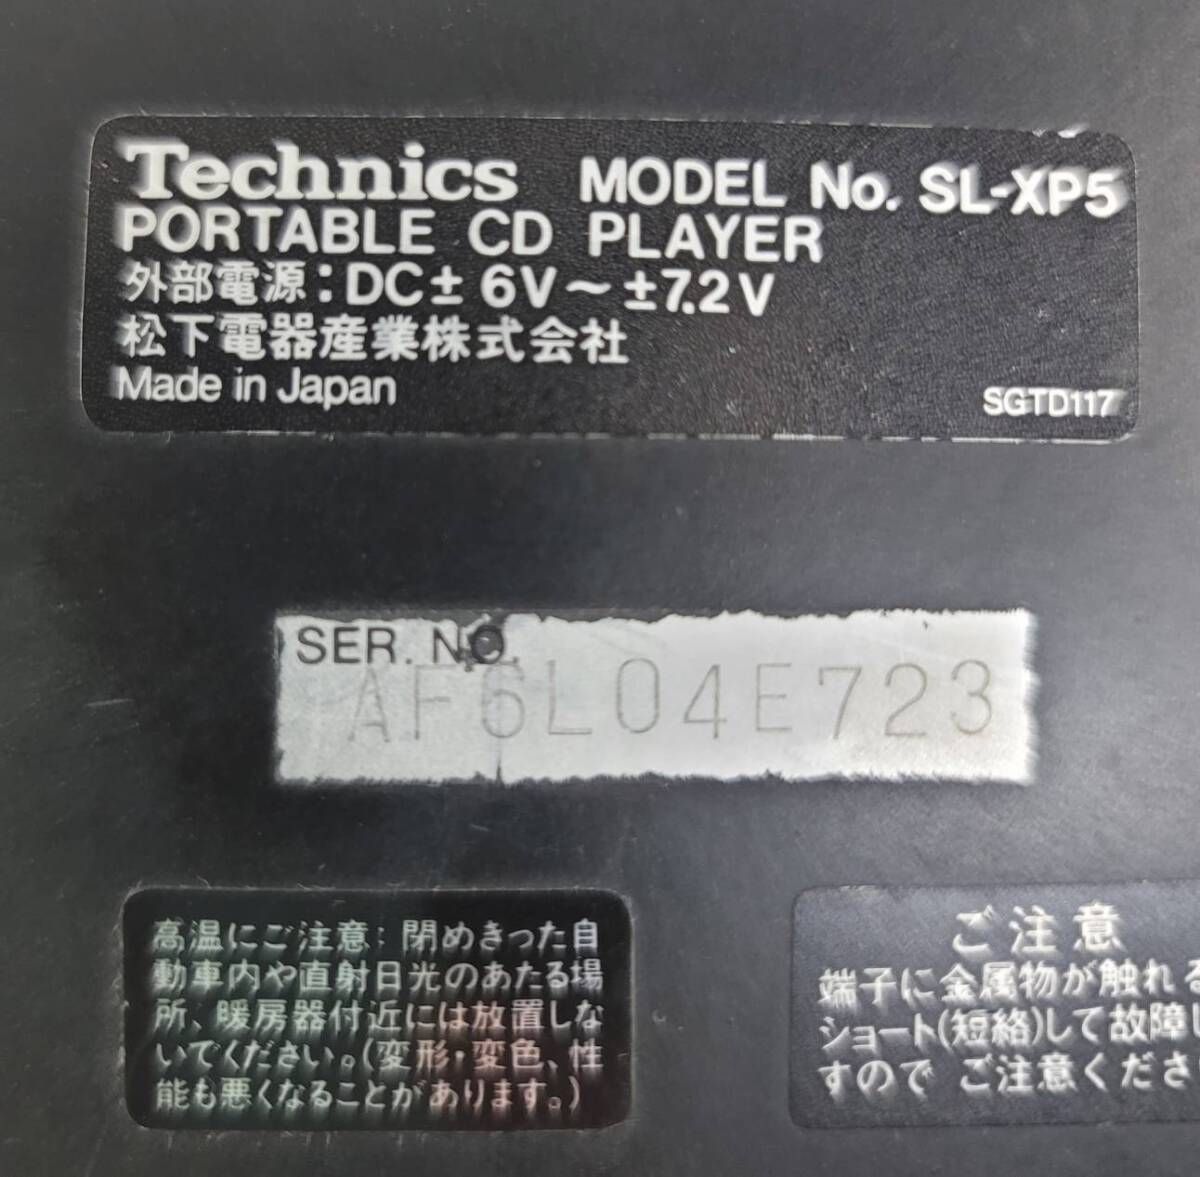 Technics MODEL No. SL-XP5
PORTABLE CD PLAYER
外部電源：DC± 6V～±7.2V
松下電器産業株式会社
Made in Japan
SGTD117
SER. NO.
AF6L04E723
高温にご注意：閉めきった自
動車内や直射日光のあたる場
所、暖房器付近には放置しな
いでください。(変形・変色、性
能も悪くなることがあります。)
ご注意
端子に金属物が触れる
ショート(短絡)して故障し
すので ご注意くださ